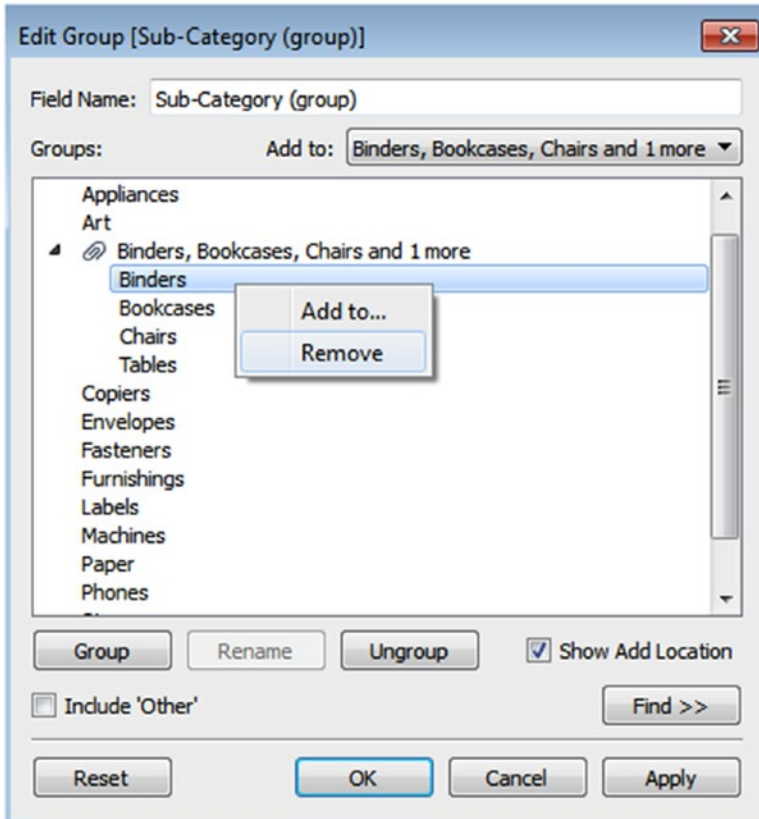 Edit Group [Sub-Category (group)]
Field Name: Sub-Category (group)
Groups: Add to: Binders, Bookcases, Chairs and 1 more
Appliances
Art
Binders, Bookcases, Chairs and 1 more
Binders
Bookcases
Add to...
Chairs
Remove
Tables
Copiers
Envelopes
Fasteners
Furnishings
Labels
Machines
Paper
Phones
Group Rename Ungroup Show Add Location
Include 'Other' Find >>
Reset OK Cancel Apply